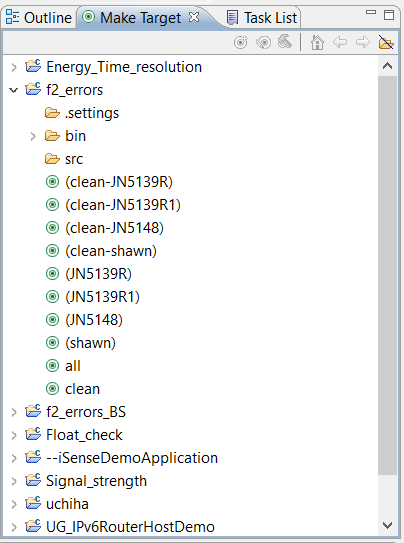 Outline Make Target Task List
Energy_Time_resolution
f2_errors
.settings
bin
src
(clean-JN5139R)
(clean-JN5139R1)
(clean-JN5148)
(clean-shawn)
(JN5139R)
(JN5139R1)
(JN5148)
(shawn)
all
clean
f2_errors_BS
Float_check
--iSenseDemoApplication
Signal_strength
uchiha
UG_IPv6RouterHostDemo